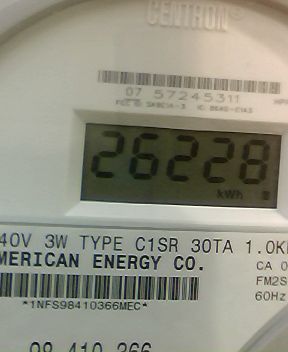 CENTRON®
07 57245311
26228
kWh
40V 3W TYPE C1SR 30TA 1.0K
MERICAN ENERGY CO.
CA 0
FM2S
60Hz
*1NFS98410366MEC*
98 410 366